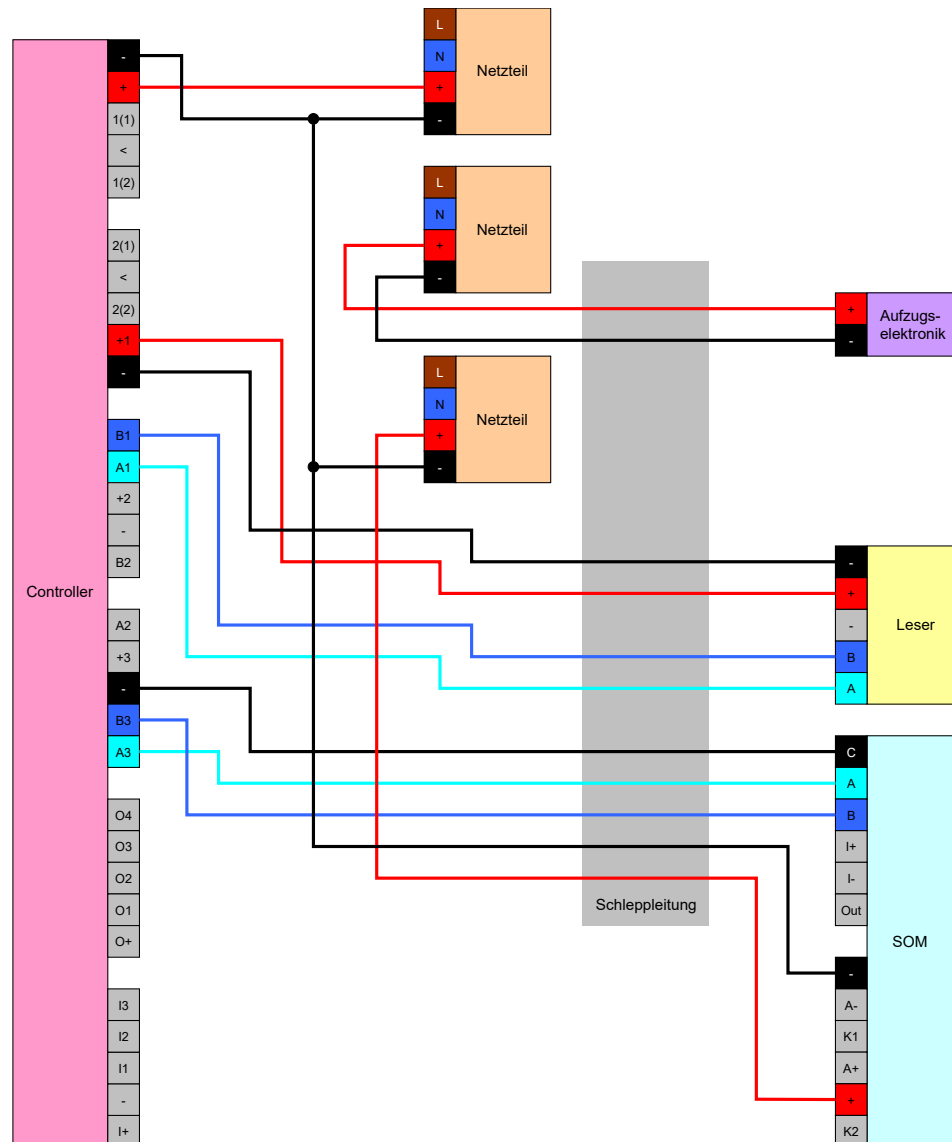 Controller
-
+
1(1)
<
1(2)
2(1)
<
2(2)
+1
-
B1
A1
+2
-
B2
A2
+3
-
B3
A3
O4
O3
O2
O1
O+
I3
I2
I1
-
I+
L
N
+
-
Netzteil
L
N
+
-
Netzteil
L
N
+
-
Netzteil
Schleppleitung
+
-
Aufzugs-
elektronik
-
+
-
B
A
Leser
C
A
B
I+
I-
Out
-
A-
K1
A+
+
K2
SOM